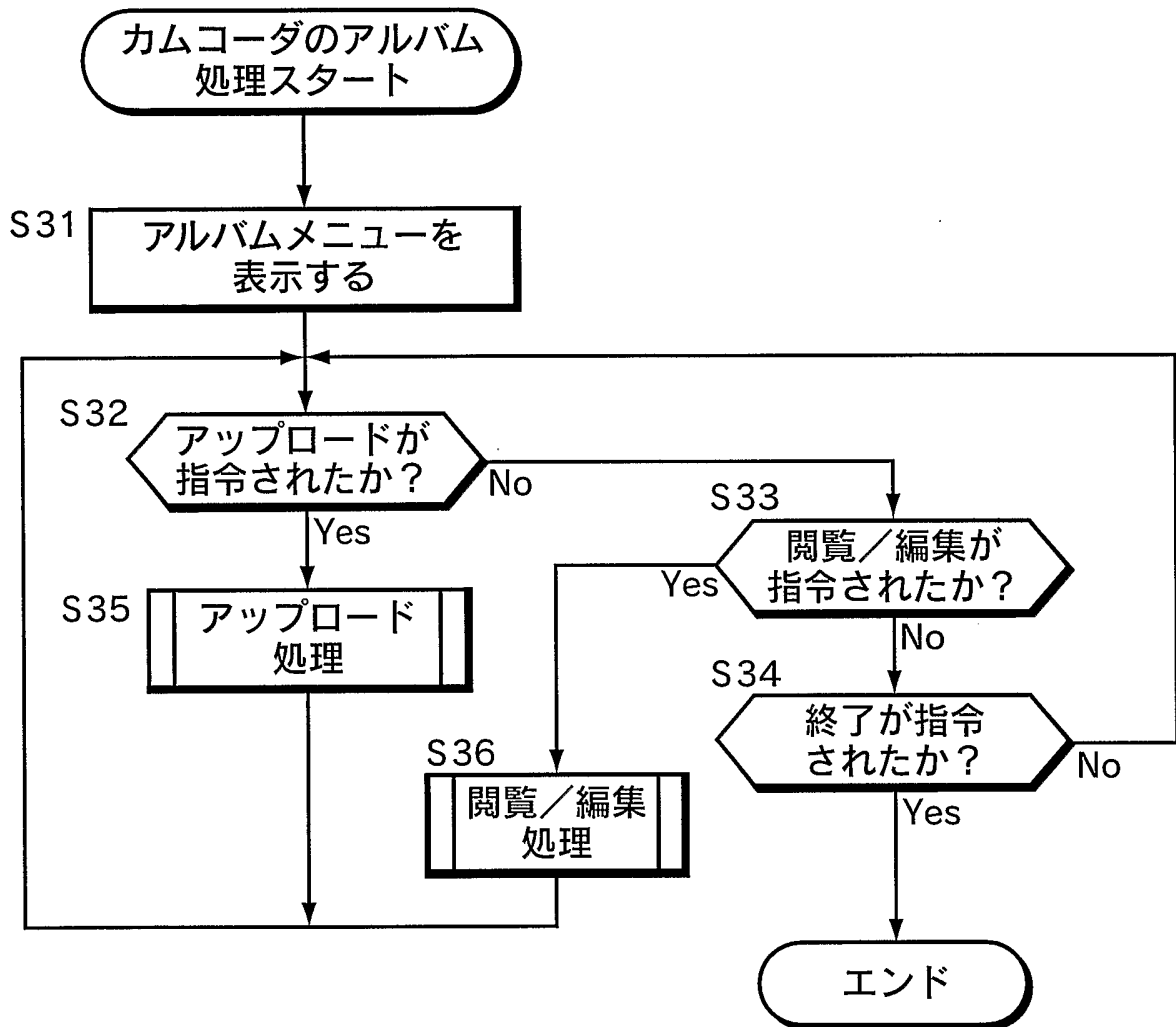 カムコーダのアルバム
処理スタート
S31
アルバムメニューを
表示する
S32
アップロードが
指令されたか？
No
Yes
S33
閲覧／編集が
指令されたか？
Yes
No
S35
アップロード
処理
S34
終了が指令
されたか？
No
Yes
S36
閲覧／編集
処理
エンド